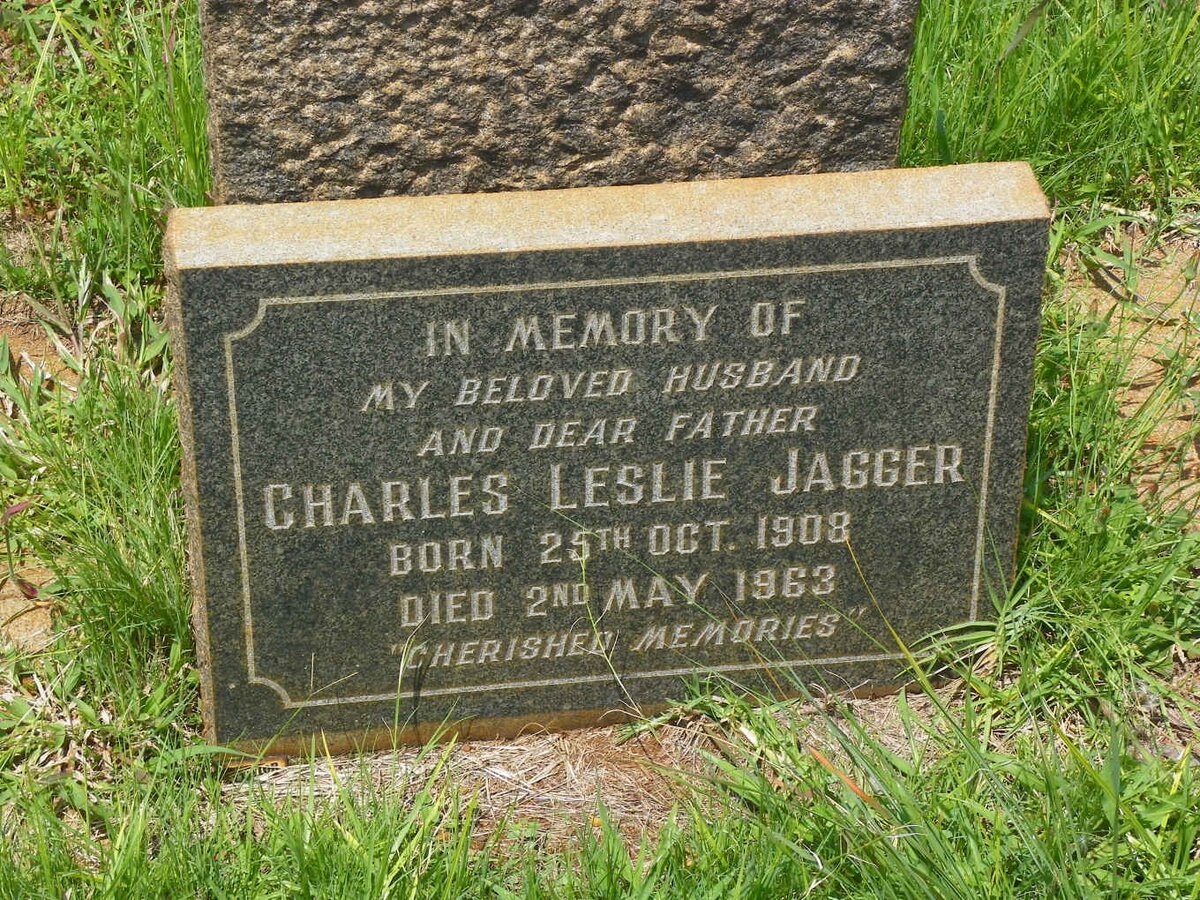 IN MEMORY OF
MY BELOVED HUSBAND
AND DEAR FATHER
CHARLES LESLIE JAGGER
BORN 25TH OCT. 1908
DIED 2ND MAY 1963
"CHERISHED MEMORIES"